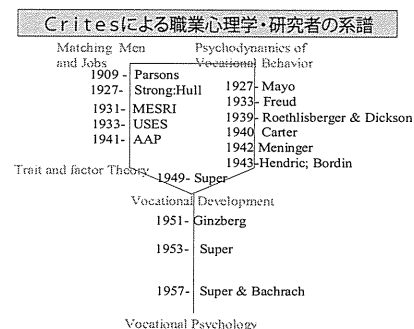 Critesによる職業心理学・研究者の系譜
Matching Men
and Jobs
1909 - Parsons
1927- Strong:Hull
1931- MESRI
1933- USES
1941- AAP
Trait and factor Theory
Psychodynamics of
Vocational Behavior
1927- Mayo
1933- Freud
1939- Roethlisberger & Dickson
1940 Carter
1942 Meninger
1943- Hendric; Bordin
1949- Super
Vocational Development
1951- Ginzberg
1953- Super
1957- Super & Bachrach
Vocational Psychology